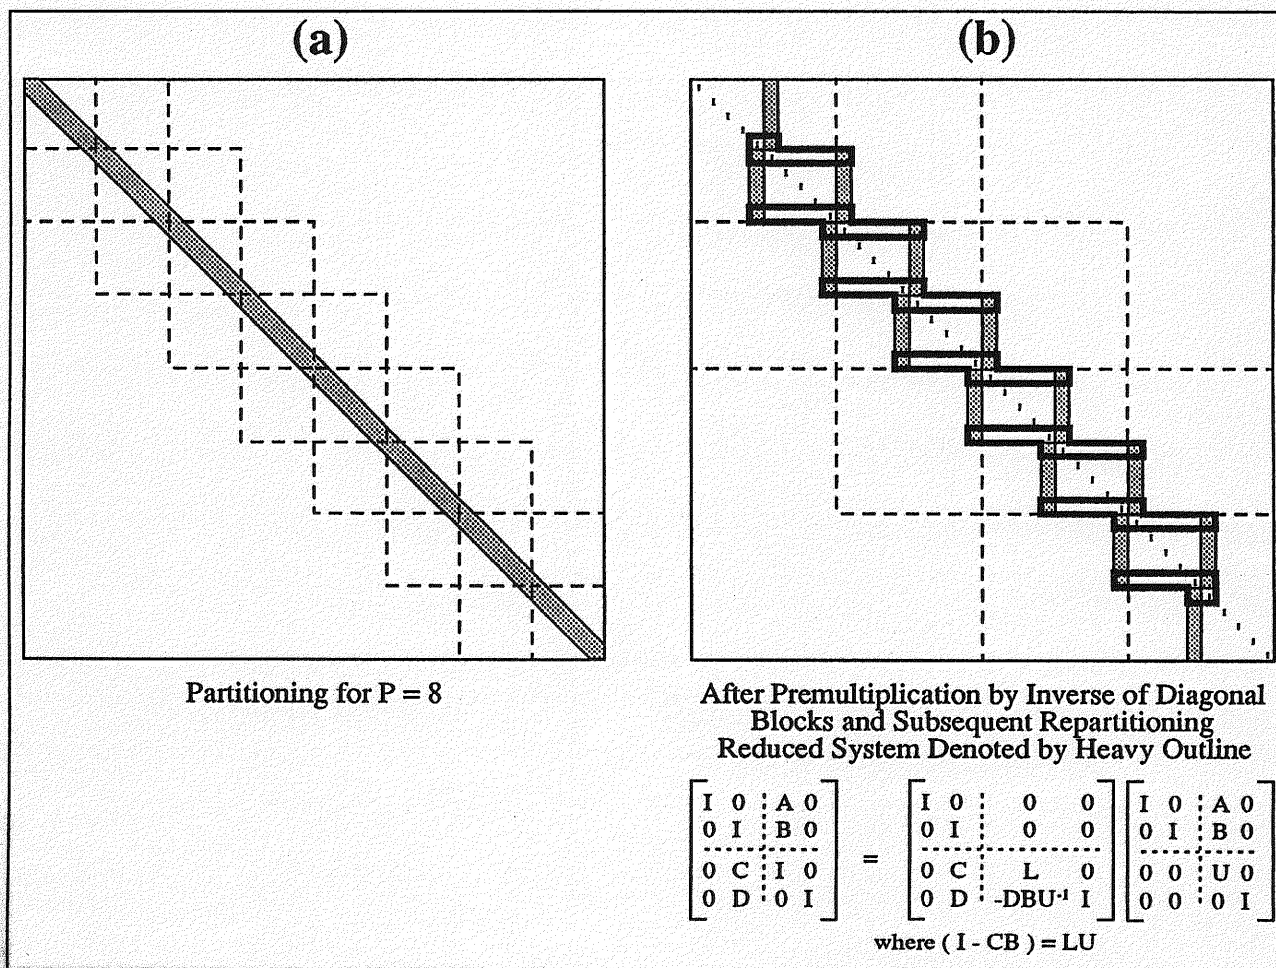 (a)
(b)
Partitioning for P = 8
After Premultiplication by Inverse of Diagonal
Blocks and Subsequent Repartitioning
Reduced System Denoted by Heavy Outline
I 0 A 0 = I 0 0 0 I 0 A 0
0 I B 0 0 I 0 0 0 I B 0
0 C I 0 0 C L 0 0 0 U 0
0 D 0 I 0 D -DBU⁻¹ I 0 0 0 I
where ( I - CB ) = LU